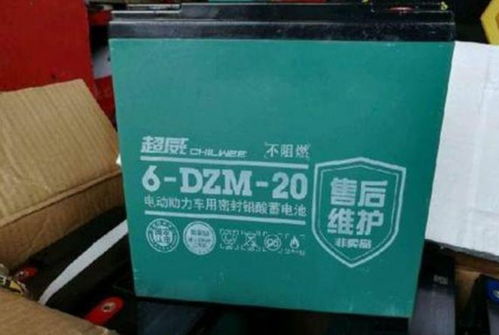 超威 CHILWEE 不阻燃
6-DZM-20
电动助力车用密封铅酸蓄电池
售后
维护
非卖品